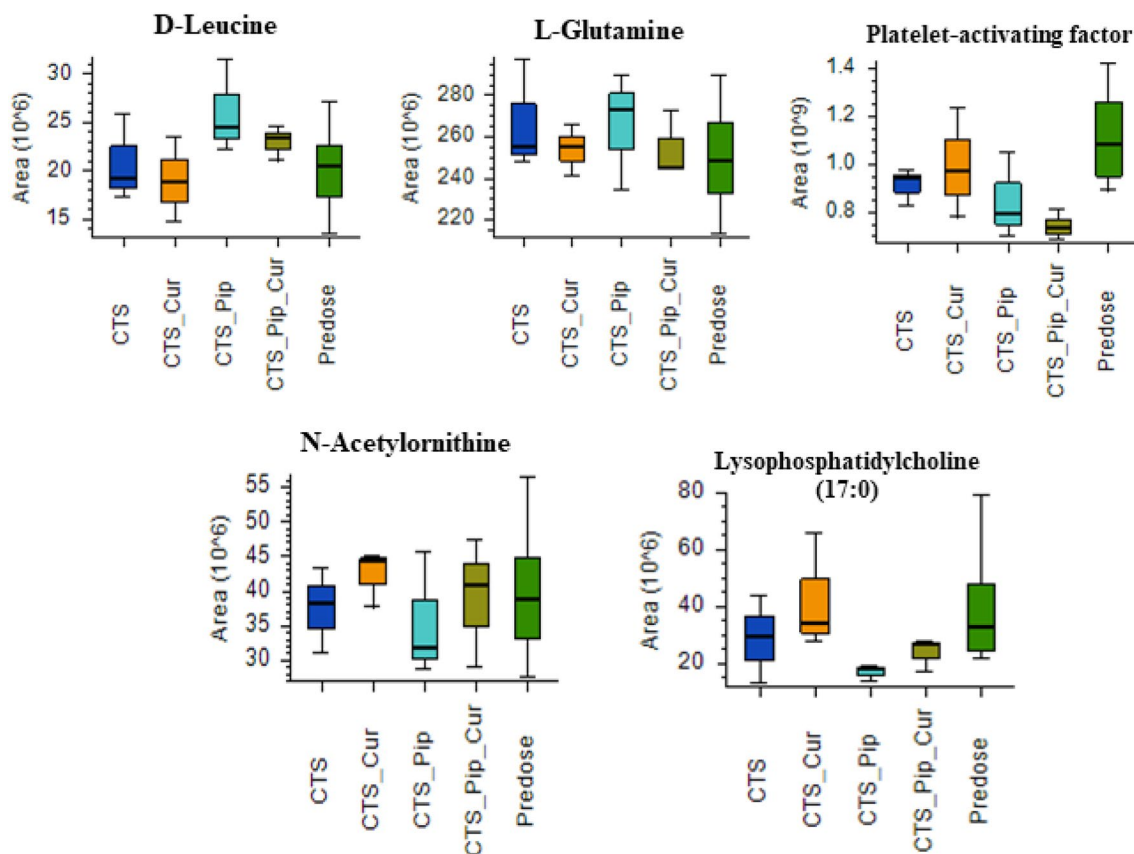 D-Leucine
Area (10^6)
30
25
20
15
CTS
CTS_Cur
CTS_Pip
CTS_Pip_Cur
Predose
L-Glutamine
Area (10^6)
280
260
240
220
CTS
CTS_Cur
CTS_Pip
CTS_Pip_Cur
Predose
Platelet-activating factor
Area (10^9)
1.4
1.2
1.0
0.8
CTS
CTS_Cur
CTS_Pip
CTS_Pip_Cur
Predose
N-Acetylornithine
Area (10^6)
55
50
45
40
35
30
CTS
CTS_Cur
CTS_Pip
CTS_Pip_Cur
Predose
Lysophosphatidylcholine
(17:0)
Area (10^6)
80
60
40
20
CTS
CTS_Cur
CTS_Pip
CTS_Pip_Cur
Predose